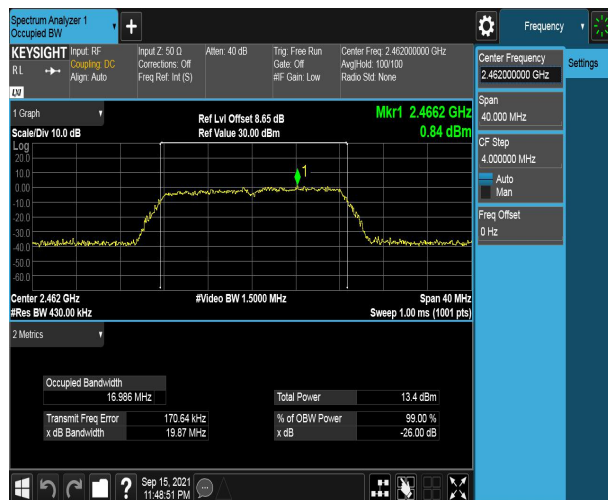 Spectrum Analyzer 1
Occupied BW
+
Frequency
KEYSIGHT
R L
LXI
Input: RF
Coupling: DC
Align: Auto
Input Z: 50 Ω
Corrections: Off
Freq Ref: Int (S)
Atten: 40 dB
Trig: Free Run
Gate: Off
#IF Gain: Low
Center Freq: 2.462000000 GHz
Avg|Hold: 100/100
Radio Std: None
Center Frequency
2.462000000 GHz
Settings
Span
40.000 MHz
CF Step
4.000000 MHz
Auto
Man
Freq Offset
0 Hz
1 Graph
Scale/Div 10.0 dB
Ref Lvl Offset 8.65 dB
Ref Value 30.00 dBm
Mkr1 2.4662 GHz
0.84 dBm
Log
20.0
10.0
0.00
-10.0
-20.0
-30.0
-40.0
-50.0
-60.0
1
Center 2.462 GHz
#Res BW 430.00 kHz
#Video BW 1.5000 MHz
Span 40 MHz
Sweep 1.00 ms (1001 pts)
2 Metrics
Occupied Bandwidth
16.986 MHz
Total Power 13.4 dBm
Transmit Freq Error 170.64 kHz
% of OBW Power 99.00 %
x dB Bandwidth 19.87 MHz
x dB -26.00 dB
?
Sep 15, 2021
11:48:51 PM